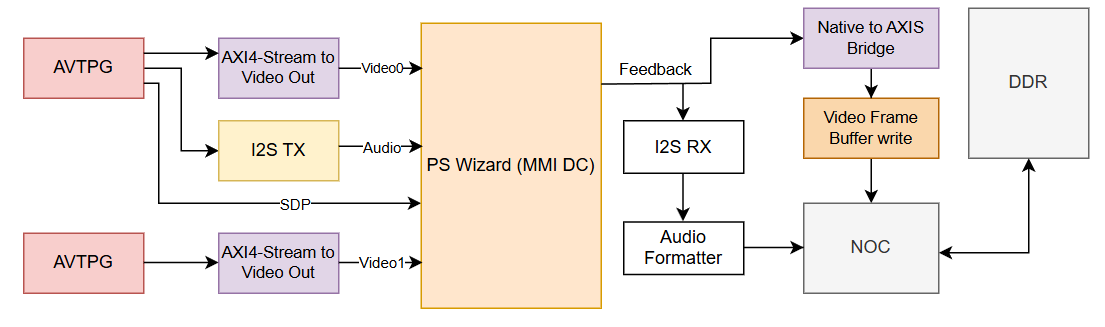 AVTPG
AXI4-Stream to
Video Out
Video0
I2S TX
Audio
SDP
AVTPG
AXI4-Stream to
Video Out
Video1
PS Wizard (MMI DC)
Feedback
I2S RX
Audio
Formatter
Native to AXIS
Bridge
Video Frame
Buffer write
NOC
DDR